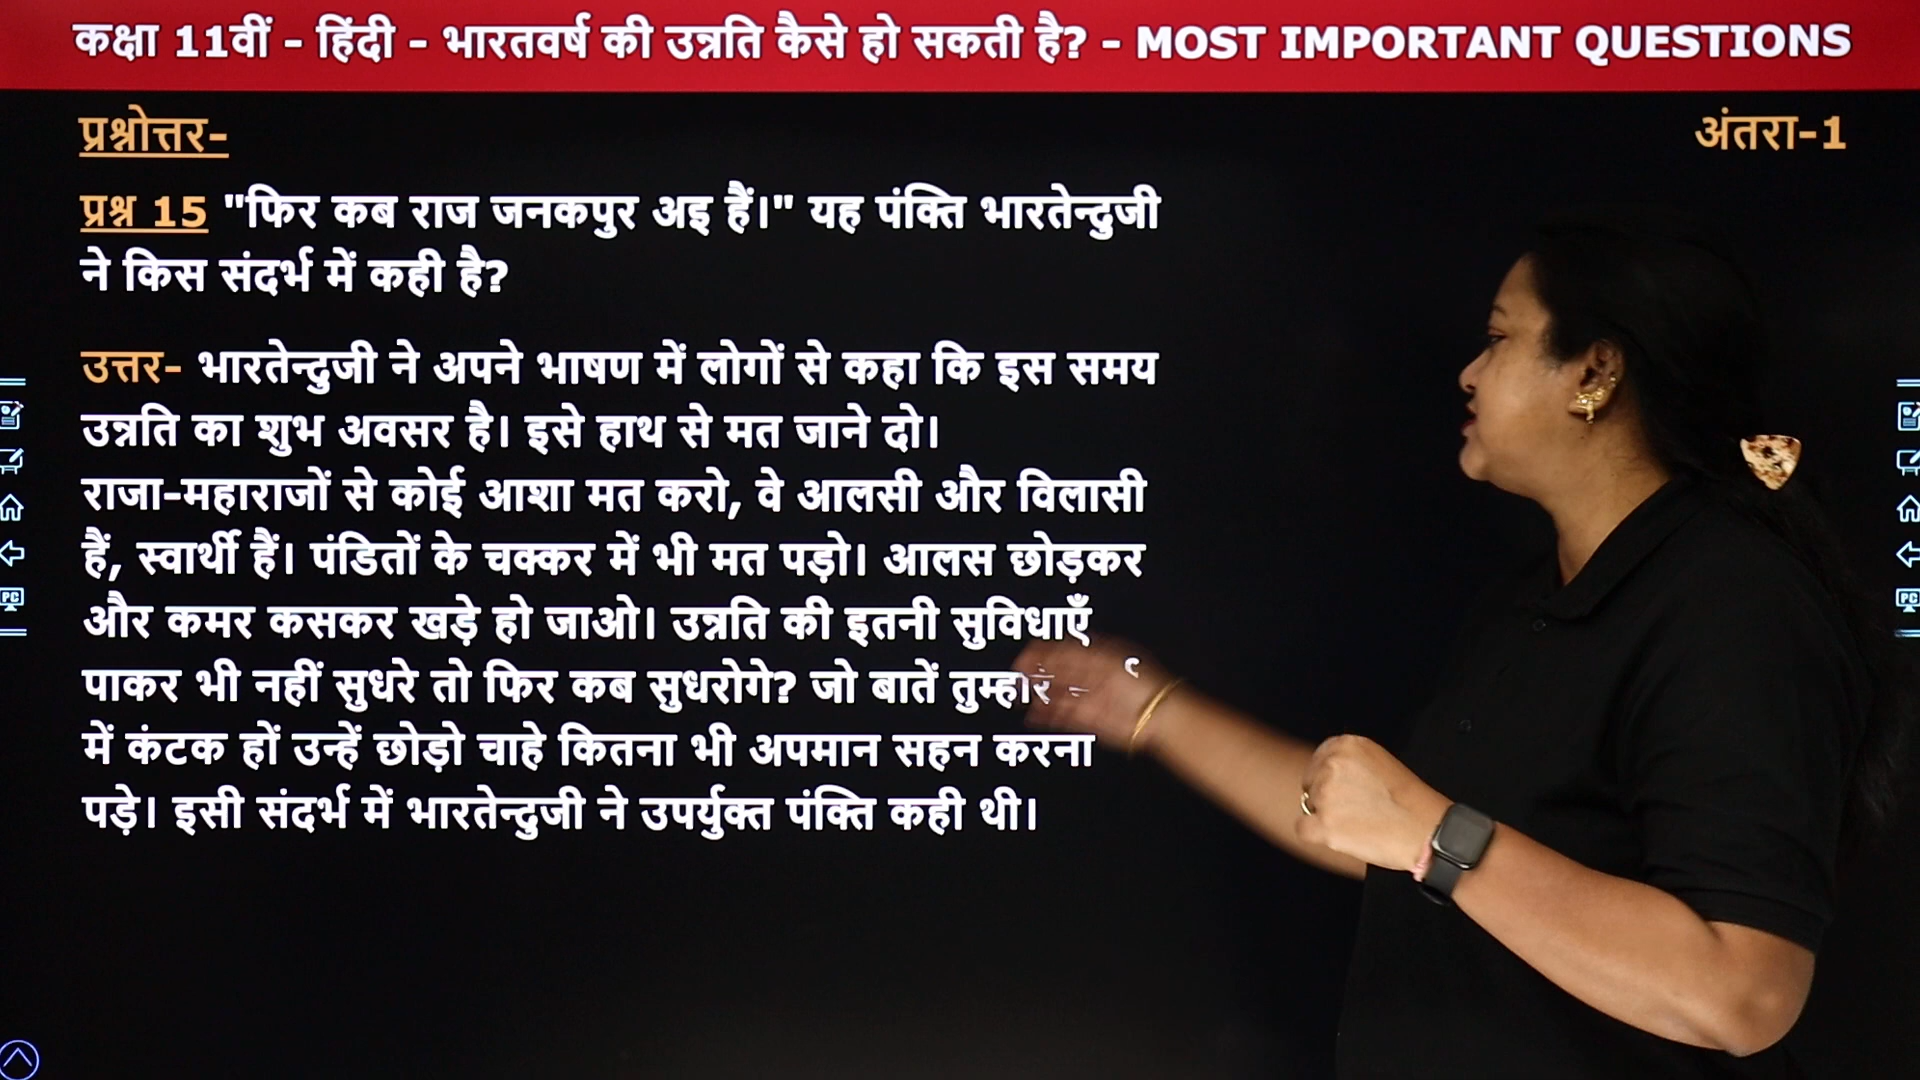 कक्षा 11वीं - हिंदी - भारतवर्ष की उन्नति कैसे हो सकती है? - MOST IMPORTANT QUESTIONS
प्रश्नोत्तर-
अंतरा-1
प्रश्न 15 "फिर कब राज जनकपुर अइ हैं।" यह पंक्ति भारतेन्दुजी
ने किस संदर्भ में कही है?
उत्तर- भारतेन्दुजी ने अपने भाषण में लोगों से कहा कि इस समय
उन्नति का शुभ अवसर है। इसे हाथ से मत जाने दो।
राजा-महाराजों से कोई आशा मत करो, वे आलसी और विलासी
हैं, स्वार्थी हैं। पंडितों के चक्कर में भी मत पड़ो। आलस छोड़कर
और कमर कसकर खड़े हो जाओ। उन्नति की इतनी सुविधाएँ
पाकर भी नहीं सुधरे तो फिर कब सुधरोगे? जो बातें
में कंटक हों उन्हें छोड़ो चाहे कितना भी अपमान सहन करना
पड़े। इसी संदर्भ में भारतेन्दुजी ने उपर्युक्त पंक्ति कही थी।
PC
PC